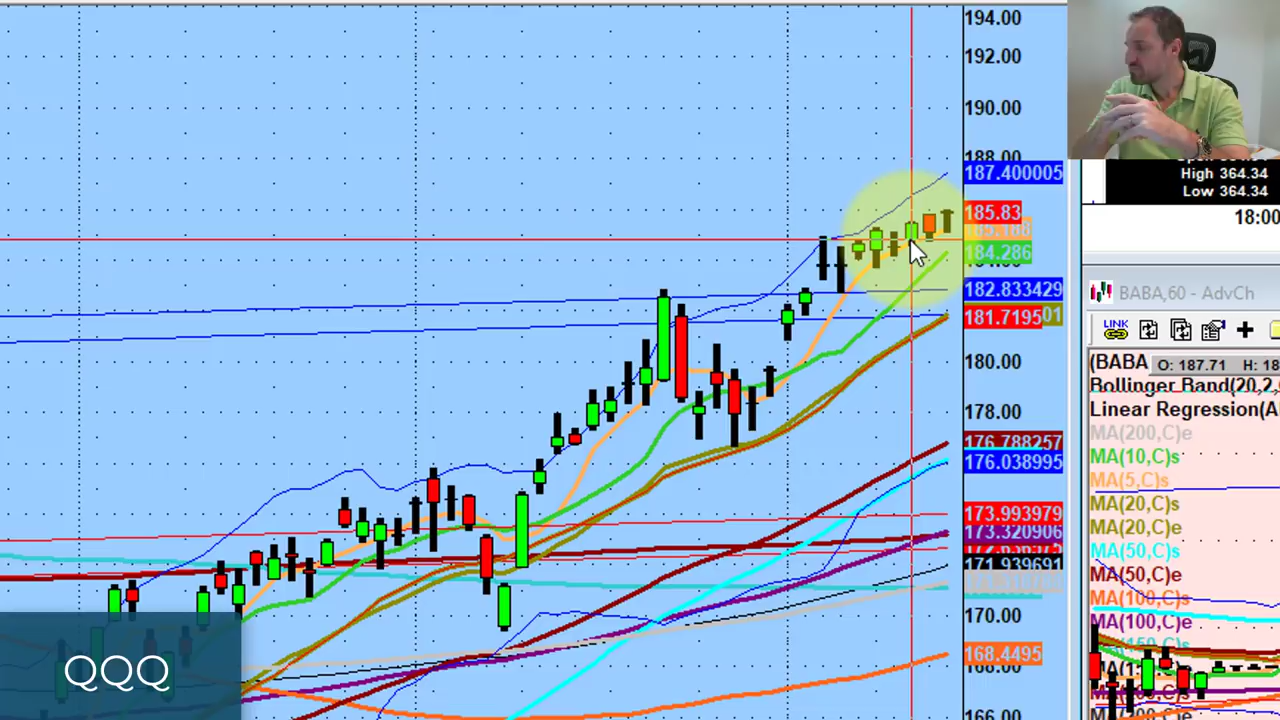 194.00
192.00
190.00
188.00
187.400005
185.83
185.188
184.286
182.833429
181.7195
01
180.00
178.00
176.788257
176.038995
173.993979
173.320906
171.939691
170.00
168.4495
166.00
QQQ
High 364.34
Low 364.34
18:00
BABA,60 - AdvCh
LINK
(BABA
O: 187.71 H: 18
Bollinger Band(20,2,
Linear Regression(A
MA(200,C)e
MA(10,C)s
MA(5,C)s
MA(20,C)s
MA(20,C)e
MA(50,C)s
MA(50,C)e
MA(100,C)s
MA(100,C)e